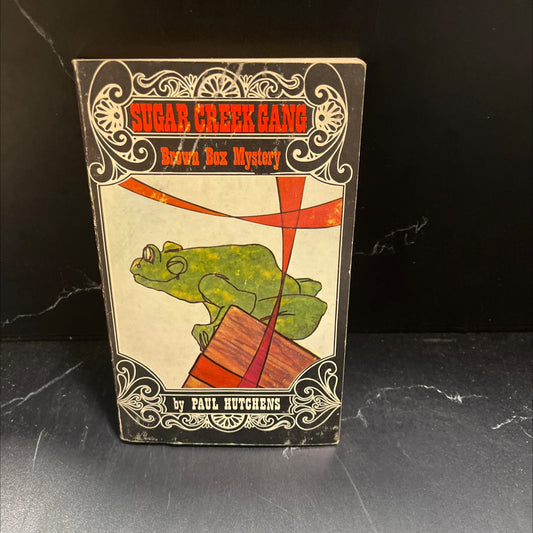 SUGAR CREEK GANG
Brown Box Mystery
by PAUL HUTCHENS